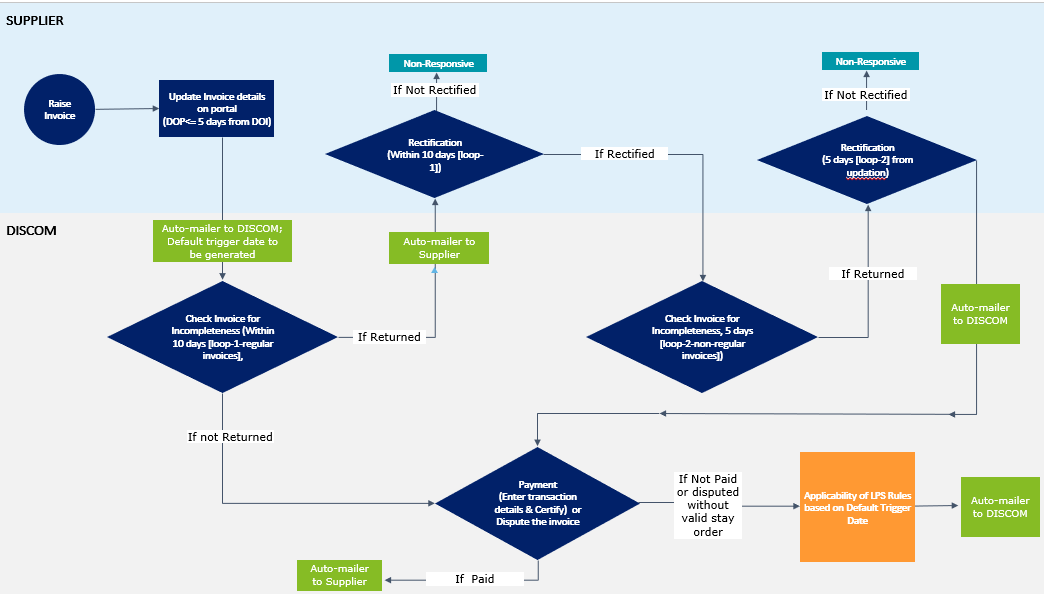 SUPPLIER
Raise
Invoice
Update Invoice details
on portal
(DOP<= 5 days from DOI)
Non-Responsive
If Not Rectified
Rectification
(Within 10 days [loop-
1])
If Rectified
Non-Responsive
If Not Rectified
Rectification
(5 days [loop-2] from
updation)
DISCOM
Auto-mailer to DISCOM;
Default trigger date to
be generated
Auto-mailer to
Supplier
Check Invoice for
Incompleteness (Within
10 days [loop-1-regular
invoices],
If Returned
Check Invoice for
Incompleteness, 5 days
[loop-2-non-regular
invoices])
If Returned
Auto-mailer
to DISCOM
If not Returned
Payment
(Enter transaction
details & Certify)  or
Dispute the invoice
If Not Paid
or disputed
without
valid stay
order
Applicability of LPS Rules
based on Default Trigger
Date
Auto-mailer
to DISCOM
Auto-mailer
to Supplier
If  Paid